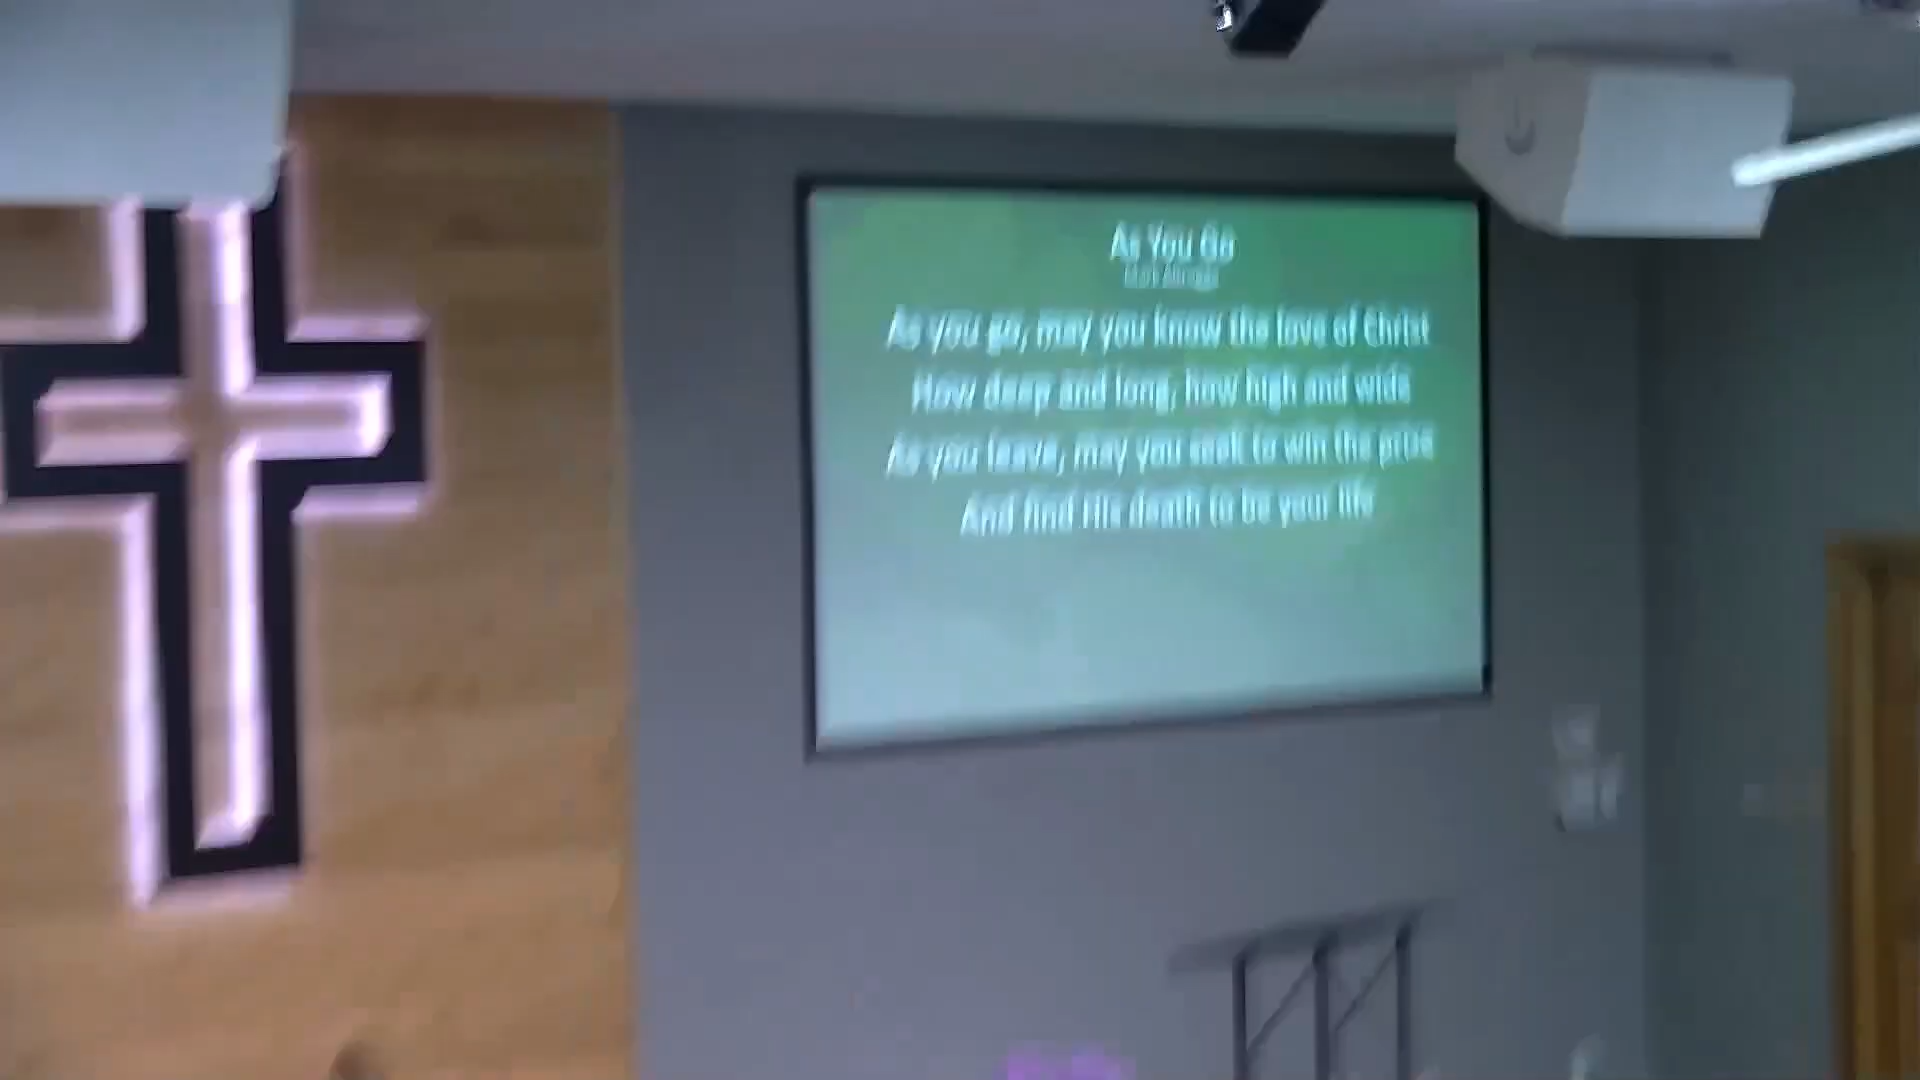 As You Go
As you go, may you know the love of Christ
How deep and long, how high and wide
As you leave, may you seek to win the prize
And find His death to be your life